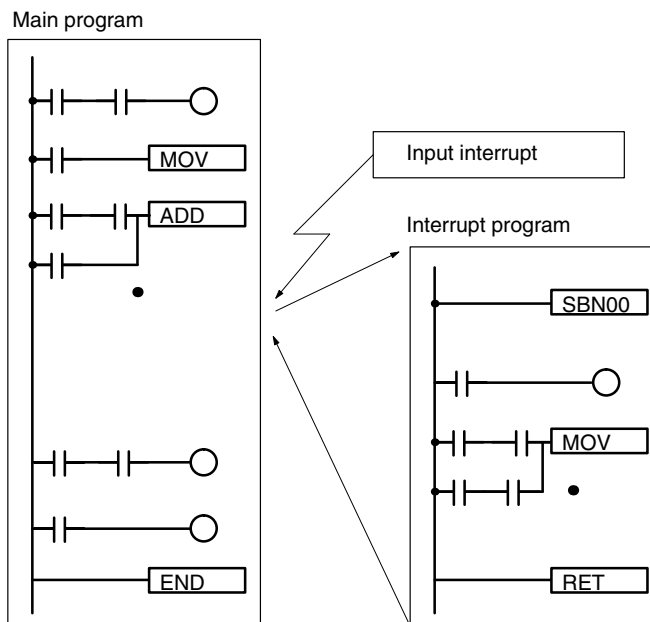 Main program
MOV
ADD
END
Input interrupt
Interrupt program
SBN00
MOV
RET